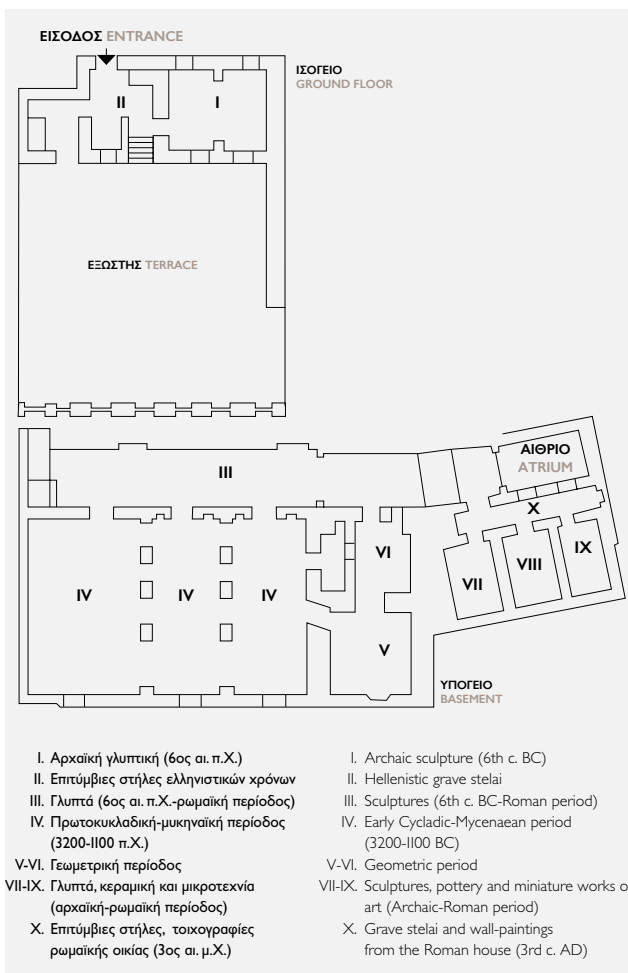 ΕΙΣΟΔΟΣ ENTRANCE
ΙΣΟΓΕΙΟ
GROUND FLOOR
II
I
ΕΞΩΣΤΗΣ TERRACE
III
ΑΙΘΡΙΟ
ATRIUM
X
VI
IX
VIII
VII
IV
IV
IV
V
ΥΠΟΓΕΙΟ
BASEMENT
I. Αρχαϊκή γλυπτική (6ος αι. π.Χ.)
II. Επιτύμβιες στήλες ελληνιστικών χρόνων
III. Γλυπτά (6ος αι. π.Χ.-ρωμαϊκή περίοδος)
IV. Πρωτοκυκλαδική-μυκηναϊκή περίοδος
(3200-1100 π.Χ.)
V-VI. Γεωμετρική περίοδος
VII-IX. Γλυπτά, κεραμική και μικροτεχνία
(αρχαϊκή-ρωμαϊκή περίοδος)
X. Επιτύμβιες στήλες, τοιχογραφίες
ρωμαϊκής οικίας (3ος αι. μ.Χ.)
I. Archaic sculpture (6th c. BC)
II. Hellenistic grave stelai
III. Sculptures (6th c. BC-Roman period)
IV. Early Cycladic-Mycenaean period
(3200-1100 BC)
V-VI. Geometric period
VII-IX. Sculptures, pottery and miniature works o
art (Archaic-Roman period)
X. Grave stelai and wall-paintings
from the Roman house (3rd c. AD)